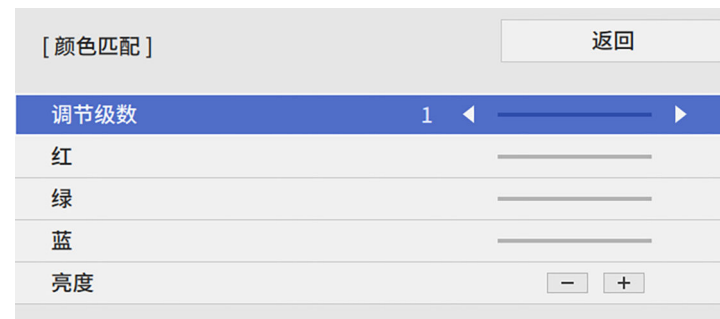 [ 颜色匹配 ]
返回
调节级数 1
红
绿
蓝
亮度 − +